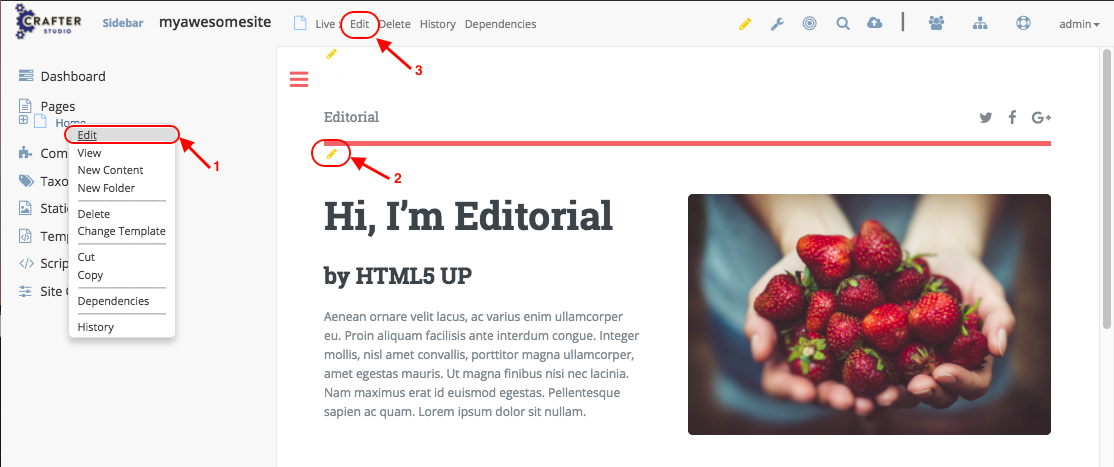 CRAFTER
STUDIO
Sidebar
myawesomesite
Live : Edit Delete History Dependencies
admin
3
Dashboard
Pages
Home
Edit
View
New Content
New Folder
Delete
Change Template
Cut
Copy
Dependencies
History
1
Com
Taxo
Stati
Temp
Scrip
Site
Editorial
2
Hi, I'm Editorial
by HTML5 UP
Aenean ornare velit lacus, ac varius enim ullamcorper
eu. Proin aliquam facilisis ante interdum congue. Integer
mollis, nisl amet convallis, porttitor magna ullamcorper,
amet egestas mauris. Ut magna finibus nisi nec lacinia.
Nam maximus erat id euismod egestas. Pellentesque
sapien ac quam. Lorem ipsum dolor sit nullam.